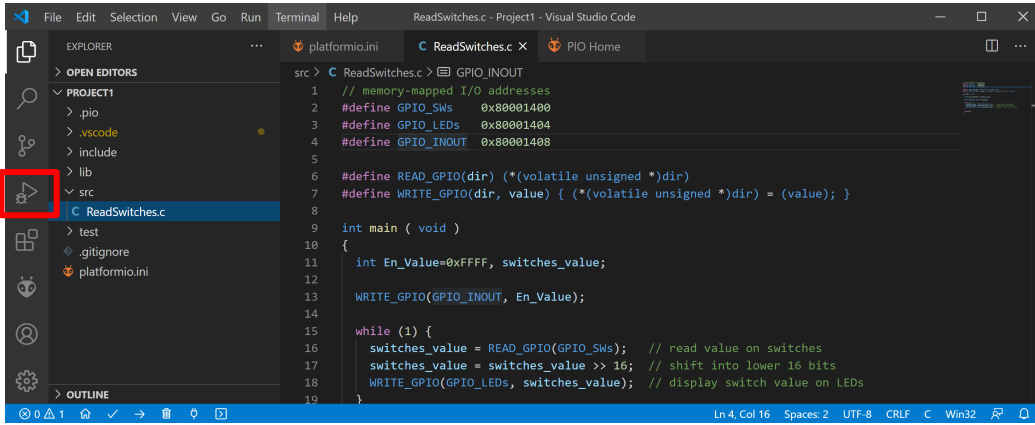 File Edit Selection View Go Run Terminal Help ReadSwitches.c - Project1 - Visual Studio Code
EXPLORER
OPEN EDITORS
PROJECT1
.pio
.vscode
include
lib
src
C ReadSwitches.c
test
.gitignore
platformio.ini
OUTLINE
platformio.ini C ReadSwitches.c PIO Home
src > C ReadSwitches.c > GPIO_INOUT
1 // memory-mapped I/O addresses
2 #define GPIO_SWs 0x80001400
3 #define GPIO_LEDs 0x80001404
4 #define GPIO_INOUT 0x80001408
5
6 #define READ_GPIO(dir) (*(volatile unsigned *)dir)
7 #define WRITE_GPIO(dir, value) { (*(volatile unsigned *)dir) = (value); }
8
9 int main ( void )
10 {
11 int En_Value=0xFFFF, switches_value;
12
13 WRITE_GPIO(GPIO_INOUT, En_Value);
14
15 while (1) {
16 switches_value = READ_GPIO(GPIO_SWs); // read value on switches
17 switches_value = switches_value >> 16; // shift into lower 16 bits
18 WRITE_GPIO(GPIO_LEDs, switches_value); // display switch value on LEDs
19 }
0 1 Ln 4, Col 16 Spaces: 2 UTF-8 CRLF C Win32